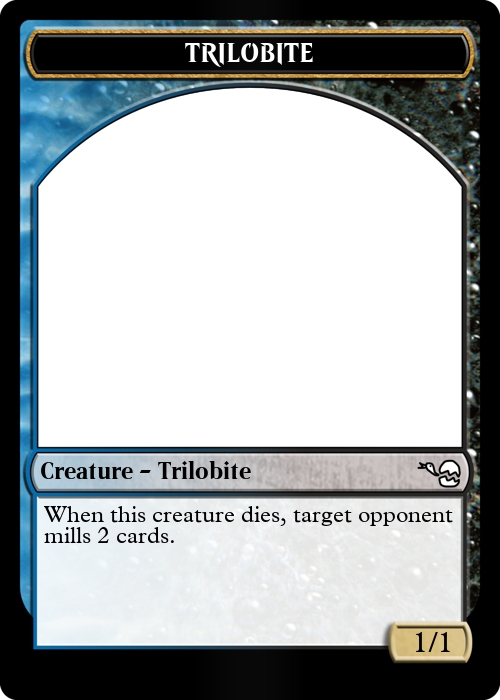 TRILOBITE
Creature – Trilobite
When this creature dies, target opponent
mills 2 cards.
1/1